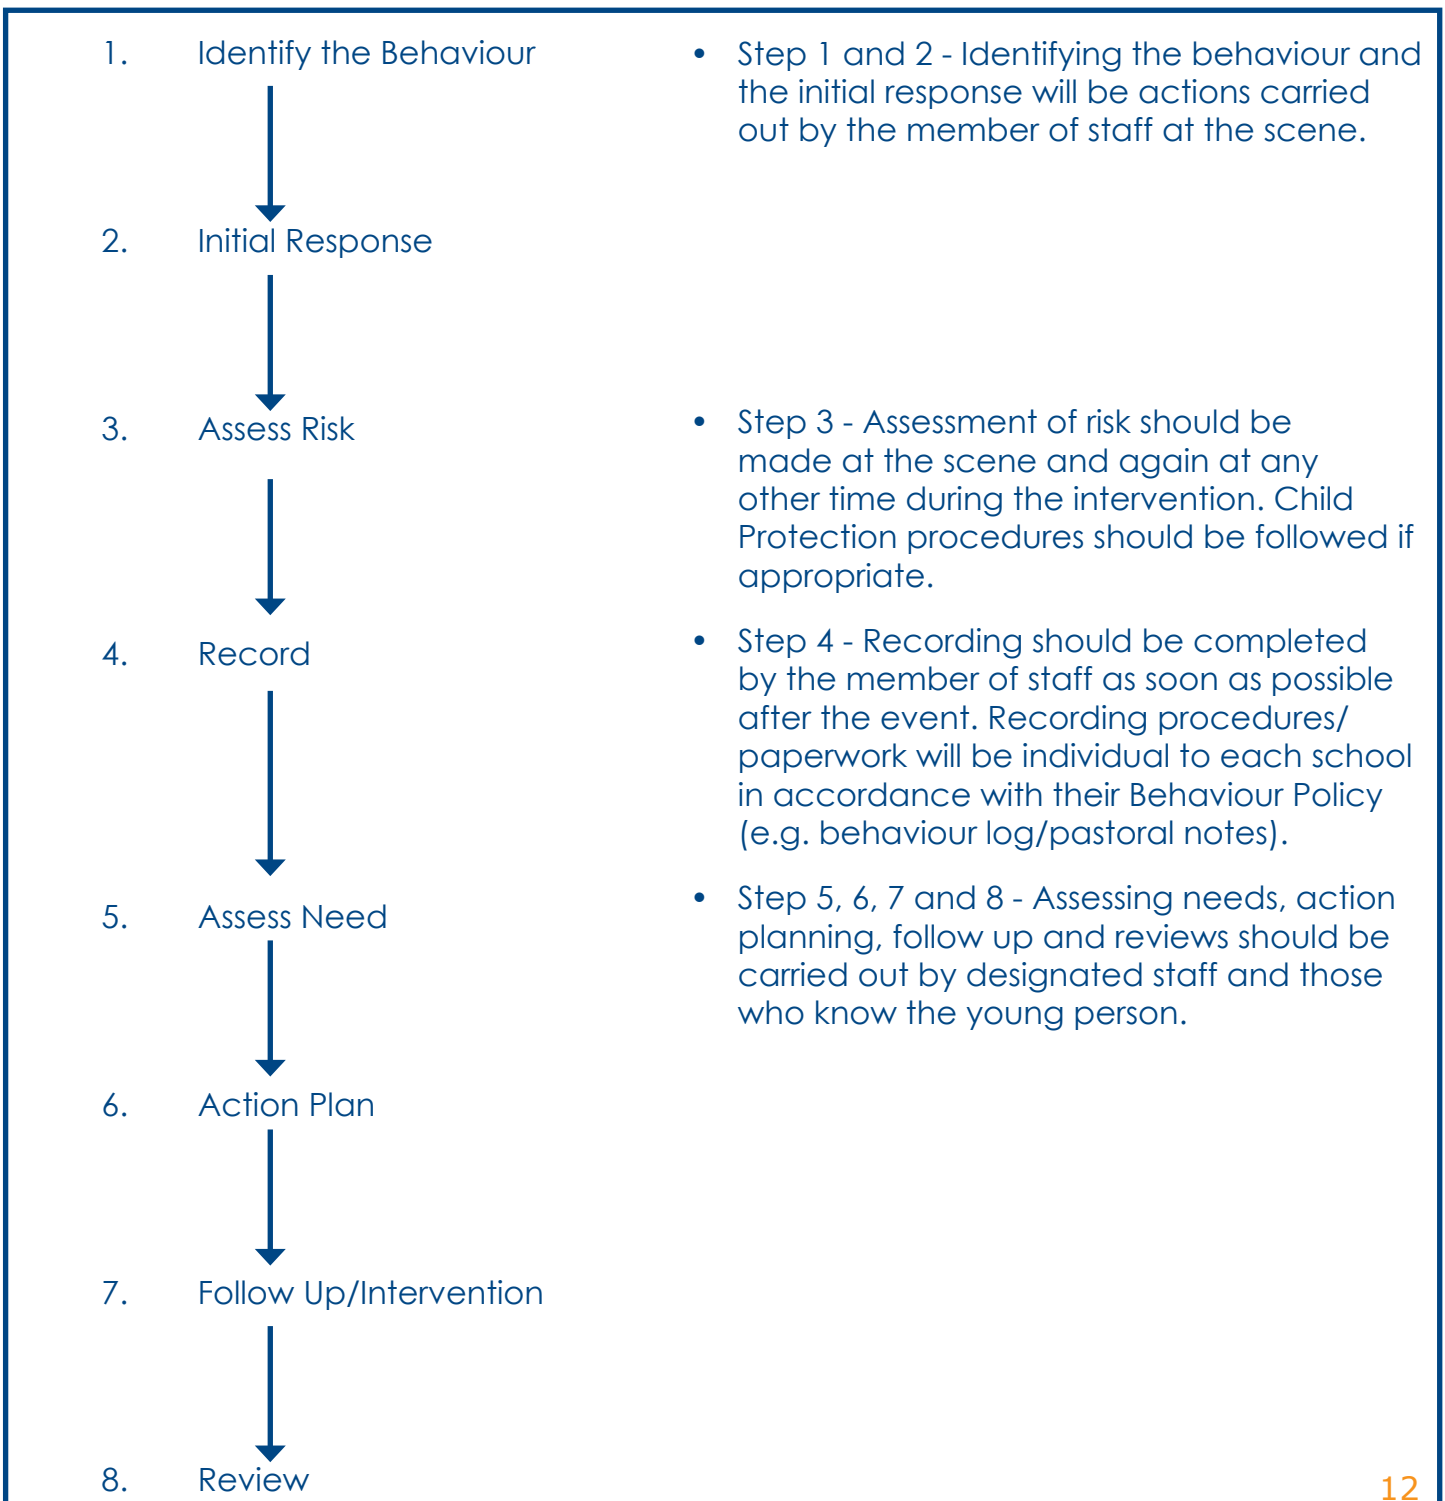 1. Identify the Behaviour
2. Initial Response
3. Assess Risk
4. Record
5. Assess Need
6. Action Plan
7. Follow Up/Intervention
8. Review
• Step 1 and 2 - Identifying the behaviour and
the initial response will be actions carried
out by the member of staff at the scene.
• Step 3 - Assessment of risk should be
made at the scene and again at any
other time during the intervention. Child
Protection procedures should be followed if
appropriate.
• Step 4 - Recording should be completed
by the member of staff as soon as possible
after the event. Recording procedures/
paperwork will be individual to each school
in accordance with their Behaviour Policy
(e.g. behaviour log/pastoral notes).
• Step 5, 6, 7 and 8 - Assessing needs, action
planning, follow up and reviews should be
carried out by designated staff and those
who know the young person.
12